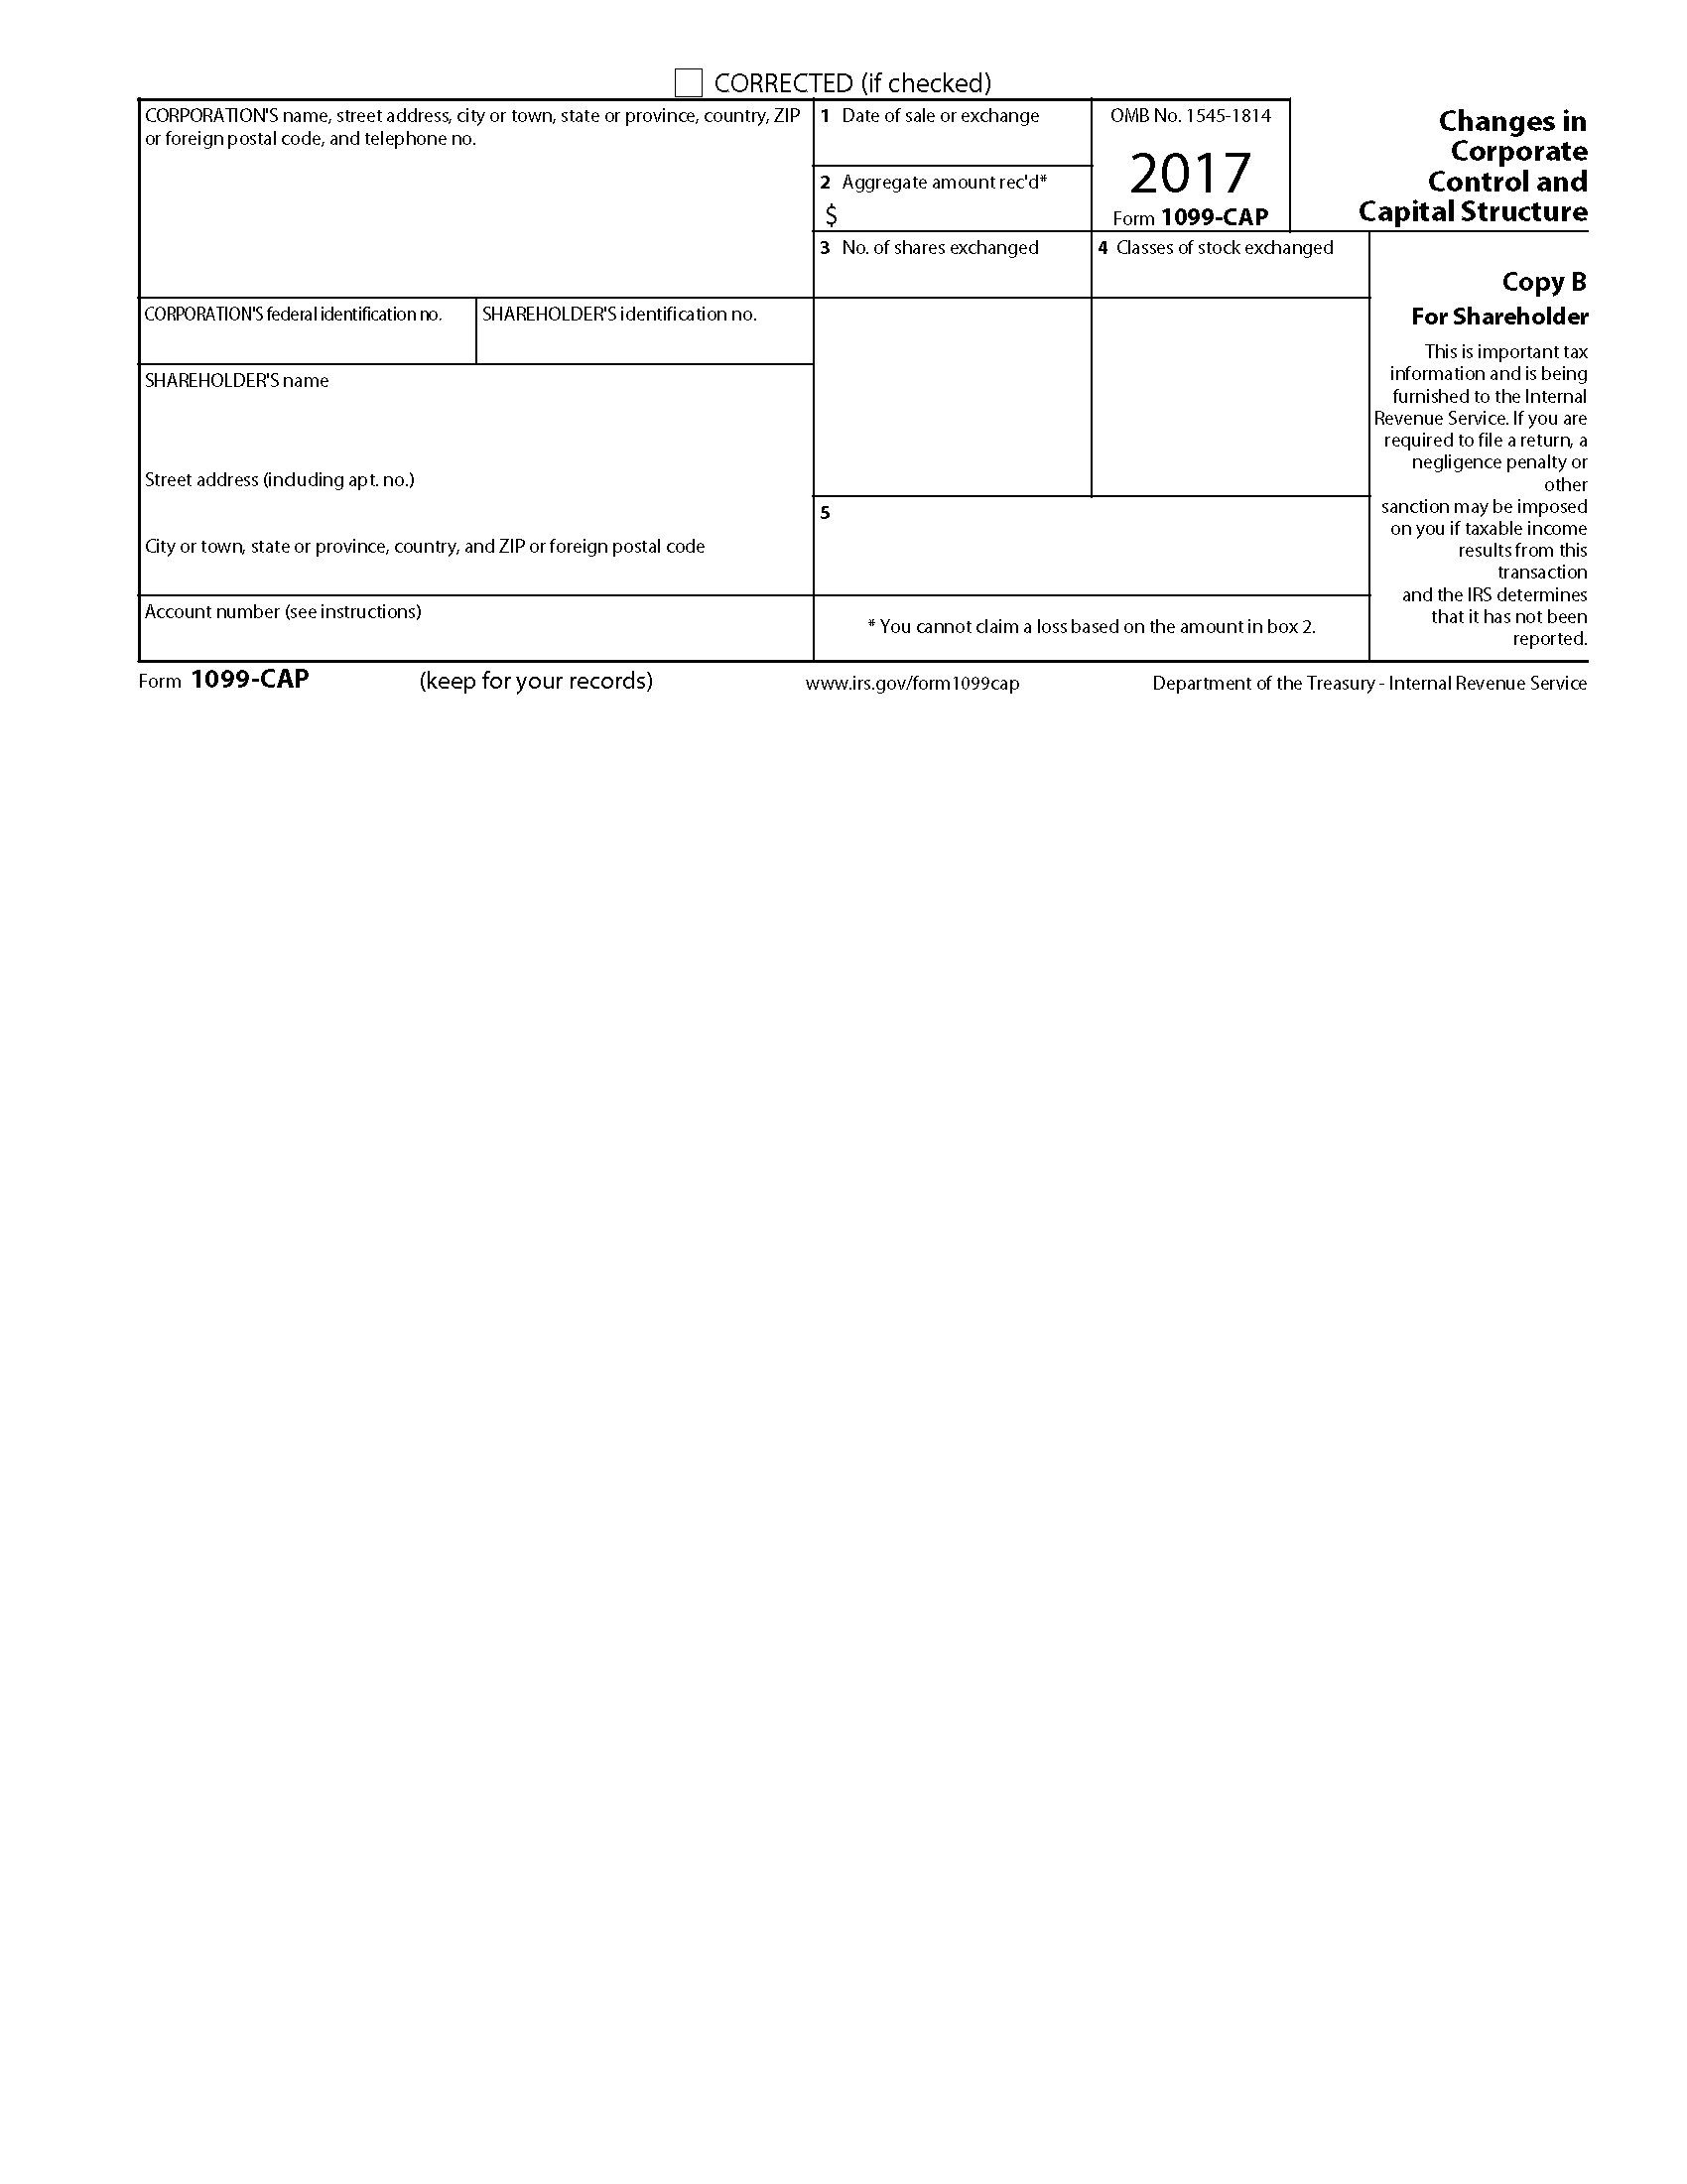 CORRECTED (if checked)
CORPORATION'S name, street address, city or town, state or province, country, ZIP
or foreign postal code, and telephone no.
1 Date of sale or exchange
2 Aggregate amount rec'd*
$
OMB No. 1545-1814
2017
Form 1099-CAP
Changes in
Corporate
Control and
Capital Structure
3 No. of shares exchanged
4 Classes of stock exchanged
Copy B
For Shareholder
This is important tax
information and is being
furnished to the Internal
Revenue Service. If you are
required to file a return, a
negligence penalty or
other
sanction may be imposed
on you if taxable income
results from this
transaction
and the IRS determines
that it has not been
reported.
CORPORATION'S federal identification no.
SHAREHOLDER'S identification no.
SHAREHOLDER'S name
Street address (including apt. no.)
5
City or town, state or province, country, and ZIP or foreign postal code
Account number (see instructions)
* You cannot claim a loss based on the amount in box 2.
Form 1099-CAP
(keep for your records)
www.irs.gov/form1099cap
Department of the Treasury - Internal Revenue Service